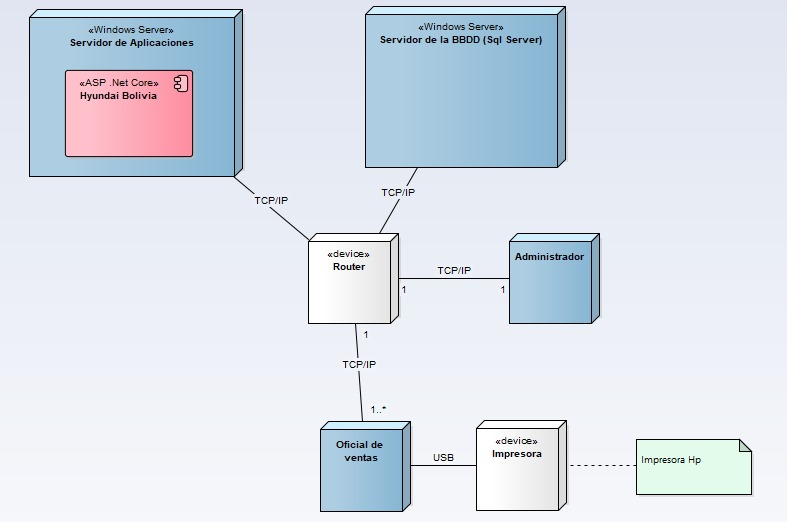 «Windows Server»
Servidor de Aplicaciones
«ASP .Net Core»
Hyundai Bolivia
«Windows Server»
Servidor de la BBDD (Sql Server)
TCP/IP
TCP/IP
«device»
Router
TCP/IP
1
1
Administrador
1
TCP/IP
1..*
Oficial de
ventas
USB
«device»
Impresora
Impresora Hp